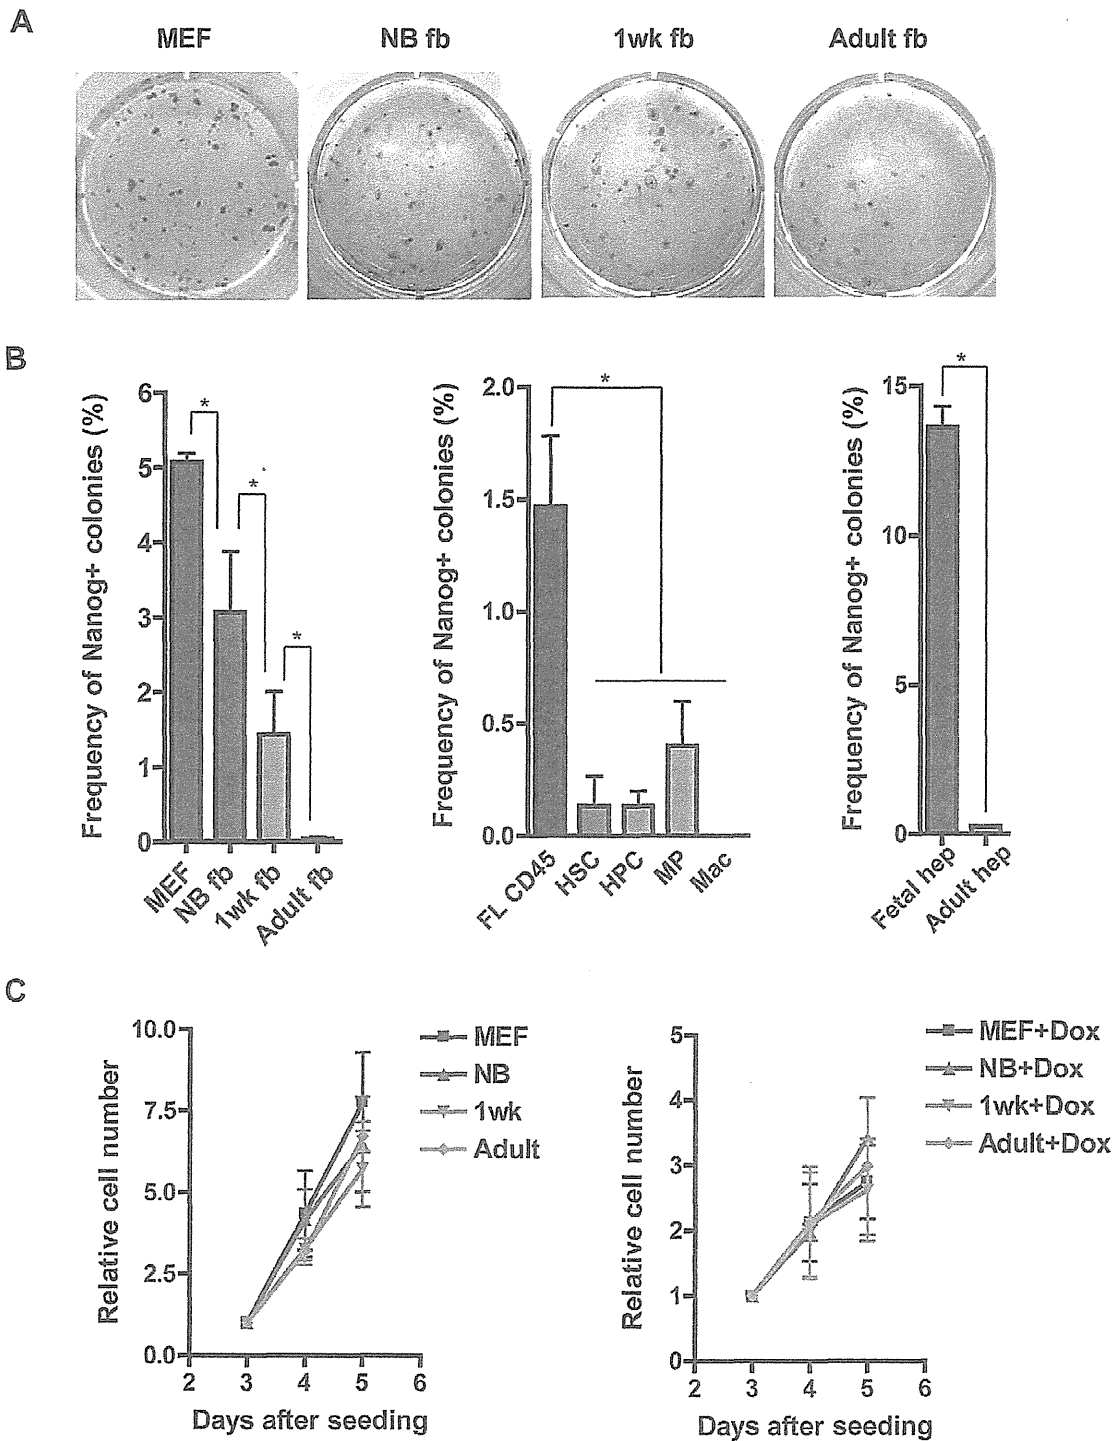 A
MEF
NB fb
1wk fb
Adult fb
B
Frequency of Nanog+ colonies (%)
6
5
4
3
2
1
0
*
*
*
MEF
NB fb
1wk fb
Adult fb
Frequency of Nanog+ colonies (%)
2.0
1.5
1.0
0.5
0.0
*
FL CD45
HSC
HPC
MP
Mac
Frequency of Nanog+ colonies (%)
15
10
5
0
*
Fetal hep
Adult hep
C
Relative cell number
10.0
7.5
5.0
2.5
0.0
2
3
4
5
6
Days after seeding
MEF
NB
1wk
Adult
Relative cell number
5
4
3
2
1
0
2
3
4
5
6
Days after seeding
MEF+Dox
NB+Dox
1wk+Dox
Adult+Dox